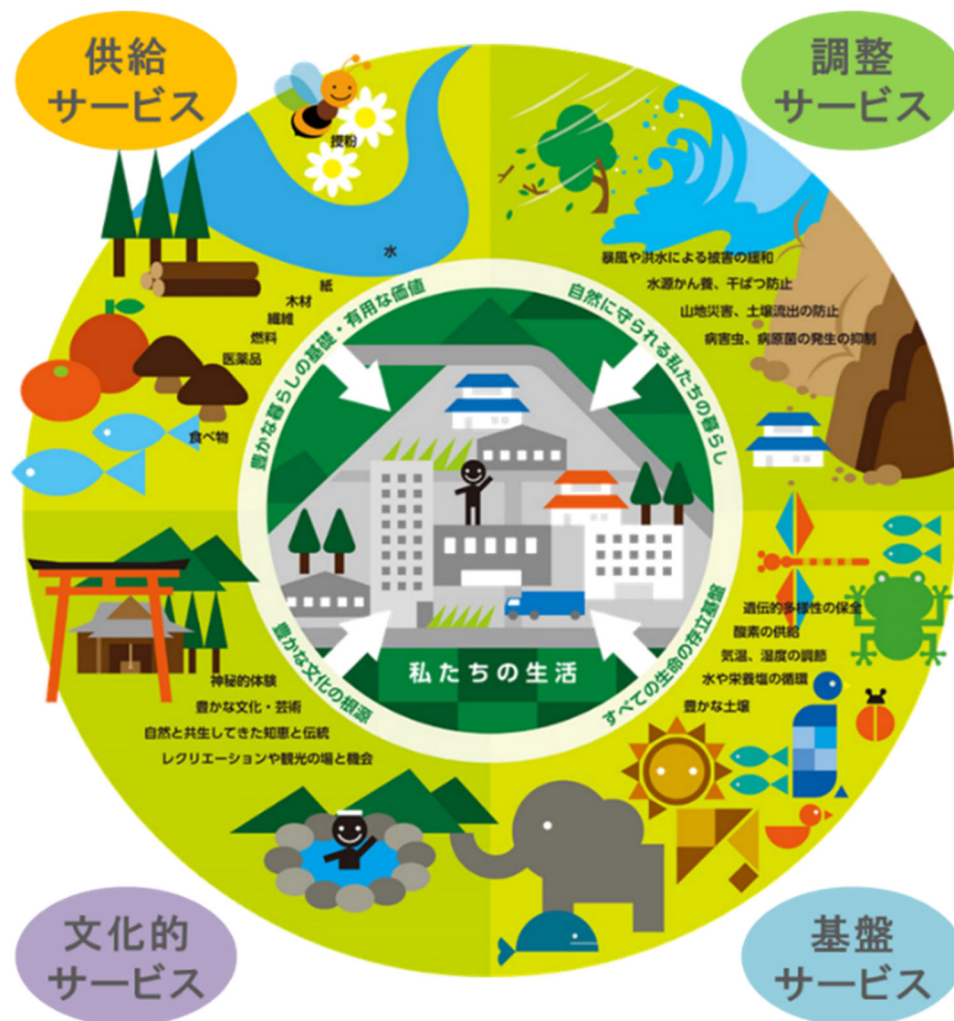 供給
サービス
調整
サービス
授粉
水
紙
木材
繊維
燃料
医薬品
食べ物
豊かな暮らしの基礎・有用な価値
暴風や洪水による被害の緩和
水源かん養、干ばつ防止
山地災害、土壌流出の防止
病害虫、病原菌の発生の抑制
自然に守られる私たちの暮らし
私たちの生活
神秘的体験
豊かな文化・芸術
自然と共生してきた知恵と伝統
レクリエーションや観光の場と機会
豊かな文化の根源
遺伝的多様性の保全
酸素の供給
気温、湿度の調節
水や栄養塩の循環
豊かな土壌
すべての生命の存立基盤
文化的
サービス
基盤
サービス